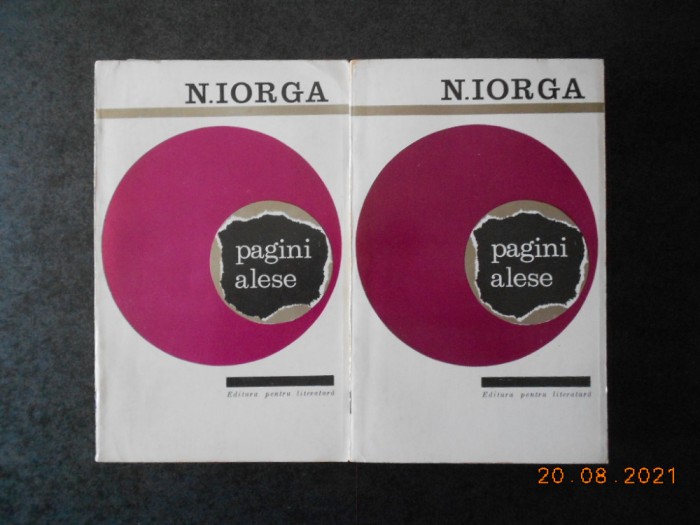 N.IORGA
pagini
alese
Editura pentru literatură
N.IORGA
pagini
alese
Editura pentru literatură
20.08.2021